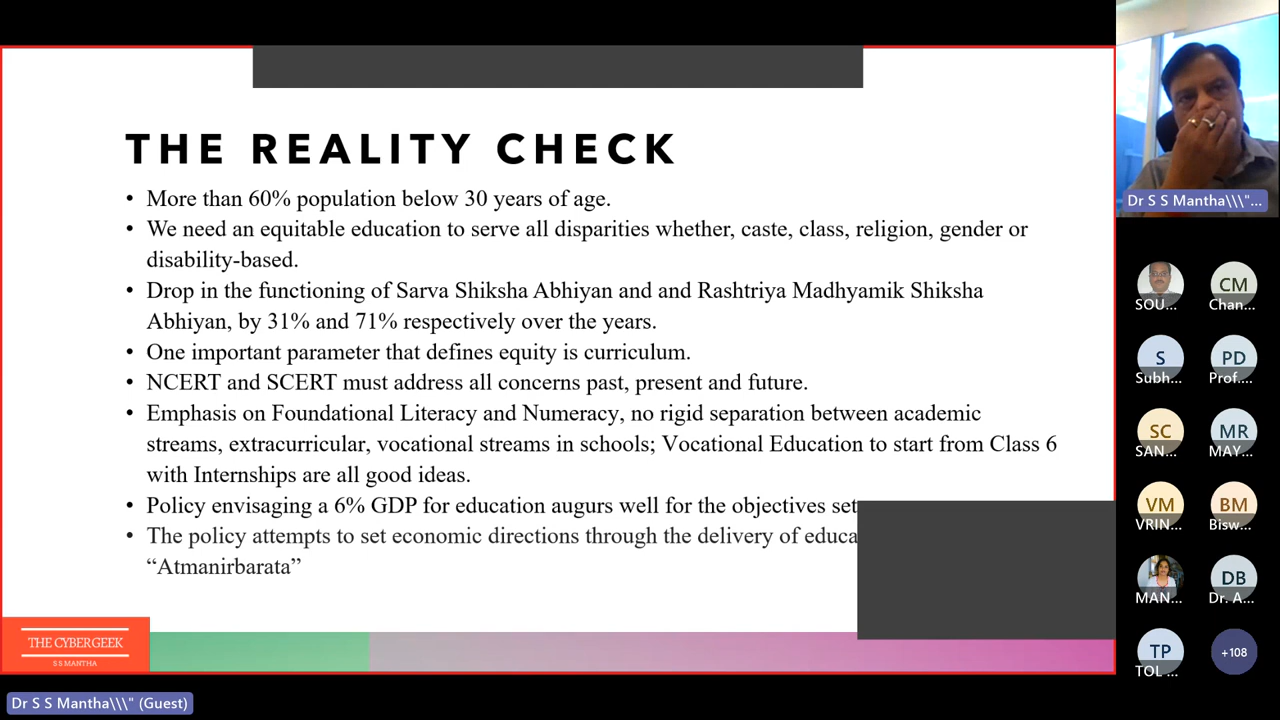 THE REALITY CHECK
• More than 60% population below 30 years of age.
• We need an equitable education to serve all disparities whether, caste, class, religion, gender or
disability-based.
• Drop in the functioning of Sarva Shiksha Abhiyan and and Rashtriya Madhyamik Shiksha
Abhiyan, by 31% and 71% respectively over the years.
• One important parameter that defines equity is curriculum.
• NCERT and SCERT must address all concerns past, present and future.
• Emphasis on Foundational Literacy and Numeracy, no rigid separation between academic
streams, extracurricular, vocational streams in schools; Vocational Education to start from Class 6
with Internships are all good ideas.
• Policy envisaging a 6% GDP for education augurs well for the objectives set
• The policy attempts to set economic directions through the delivery of educa
“Atmanirbarata”
THE CYBERGEEK
S S MANTHA
Dr S S Mantha\\\" (Guest)
Dr S S Mantha\\\"...
SOU...
CM
Chan...
S
Subh...
PD
Prof....
SC
SAN...
MR
MAY...
VM
VRIN...
BM
Bisw...
MAN...
DB
Dr. A...
TP
TOL ...
+108